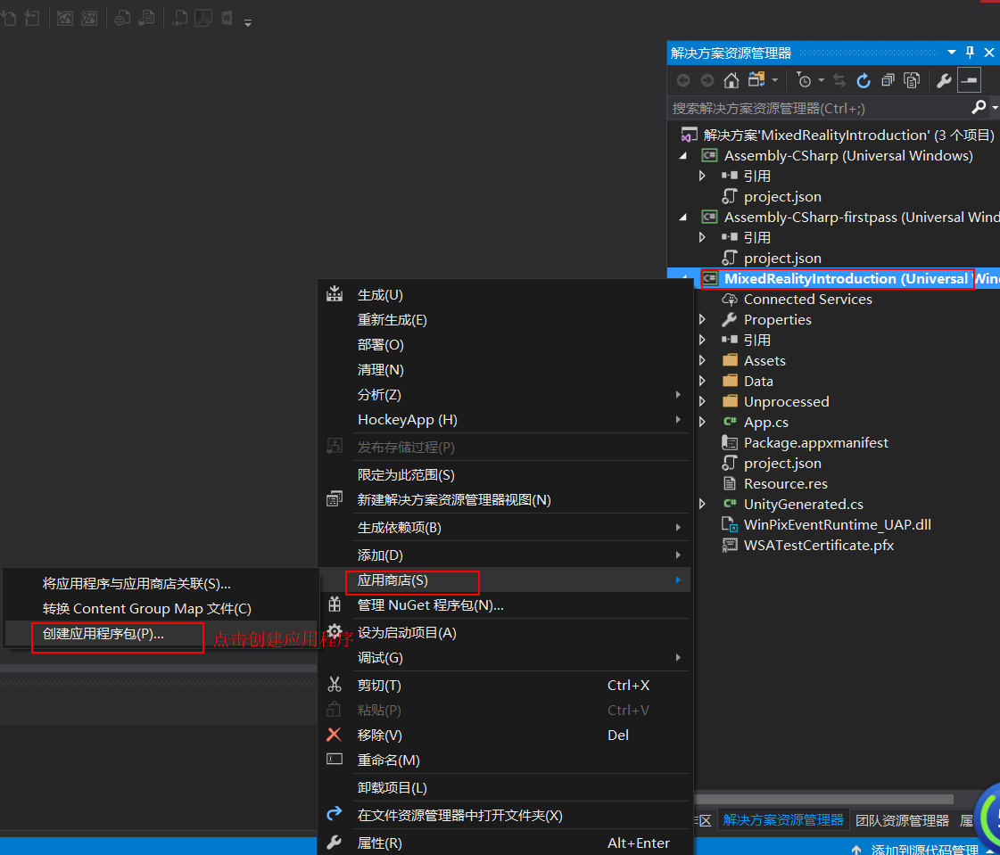 解决方案资源管理器
搜索解决方案资源管理器(Ctrl+;)
解决方案'MixedRealityIntroduction' (3 个项目)
Assembly-CSharp (Universal Windows)
引用
project.json
Assembly-CSharp-firstpass (Universal Wind
引用
project.json
MixedRealityIntroduction (Universal Wind
Connected Services
Properties
引用
Assets
Data
Unprocessed
App.cs
Package.appxmanifest
project.json
Resource.res
UnityGenerated.cs
WinPixEventRuntime_UAP.dll
WSATestCertificate.pfx
生成(U)
重新生成(E)
部署(O)
清理(N)
分析(Z)
HockeyApp (H)
发布存储过程(P)
限定为此范围(S)
新建解决方案资源管理器视图(N)
生成依赖项(B)
添加(D)
应用商店(S)
管理 NuGet 程序包(N)...
设为启动项目(A)
调试(G)
剪切(T) Ctrl+X
粘贴(P) Ctrl+V
移除(V) Del
重命名(M)
卸载项目(L)
在文件资源管理器中打开文件夹(X)
属性(R) Alt+Enter
将应用程序与应用商店关联(S)...
转换 Content Group Map 文件(C)
创建应用程序包(P)...
点击创建应用程序
区 解决方案资源管理器 团队资源管理器 属
添加到源代码管理